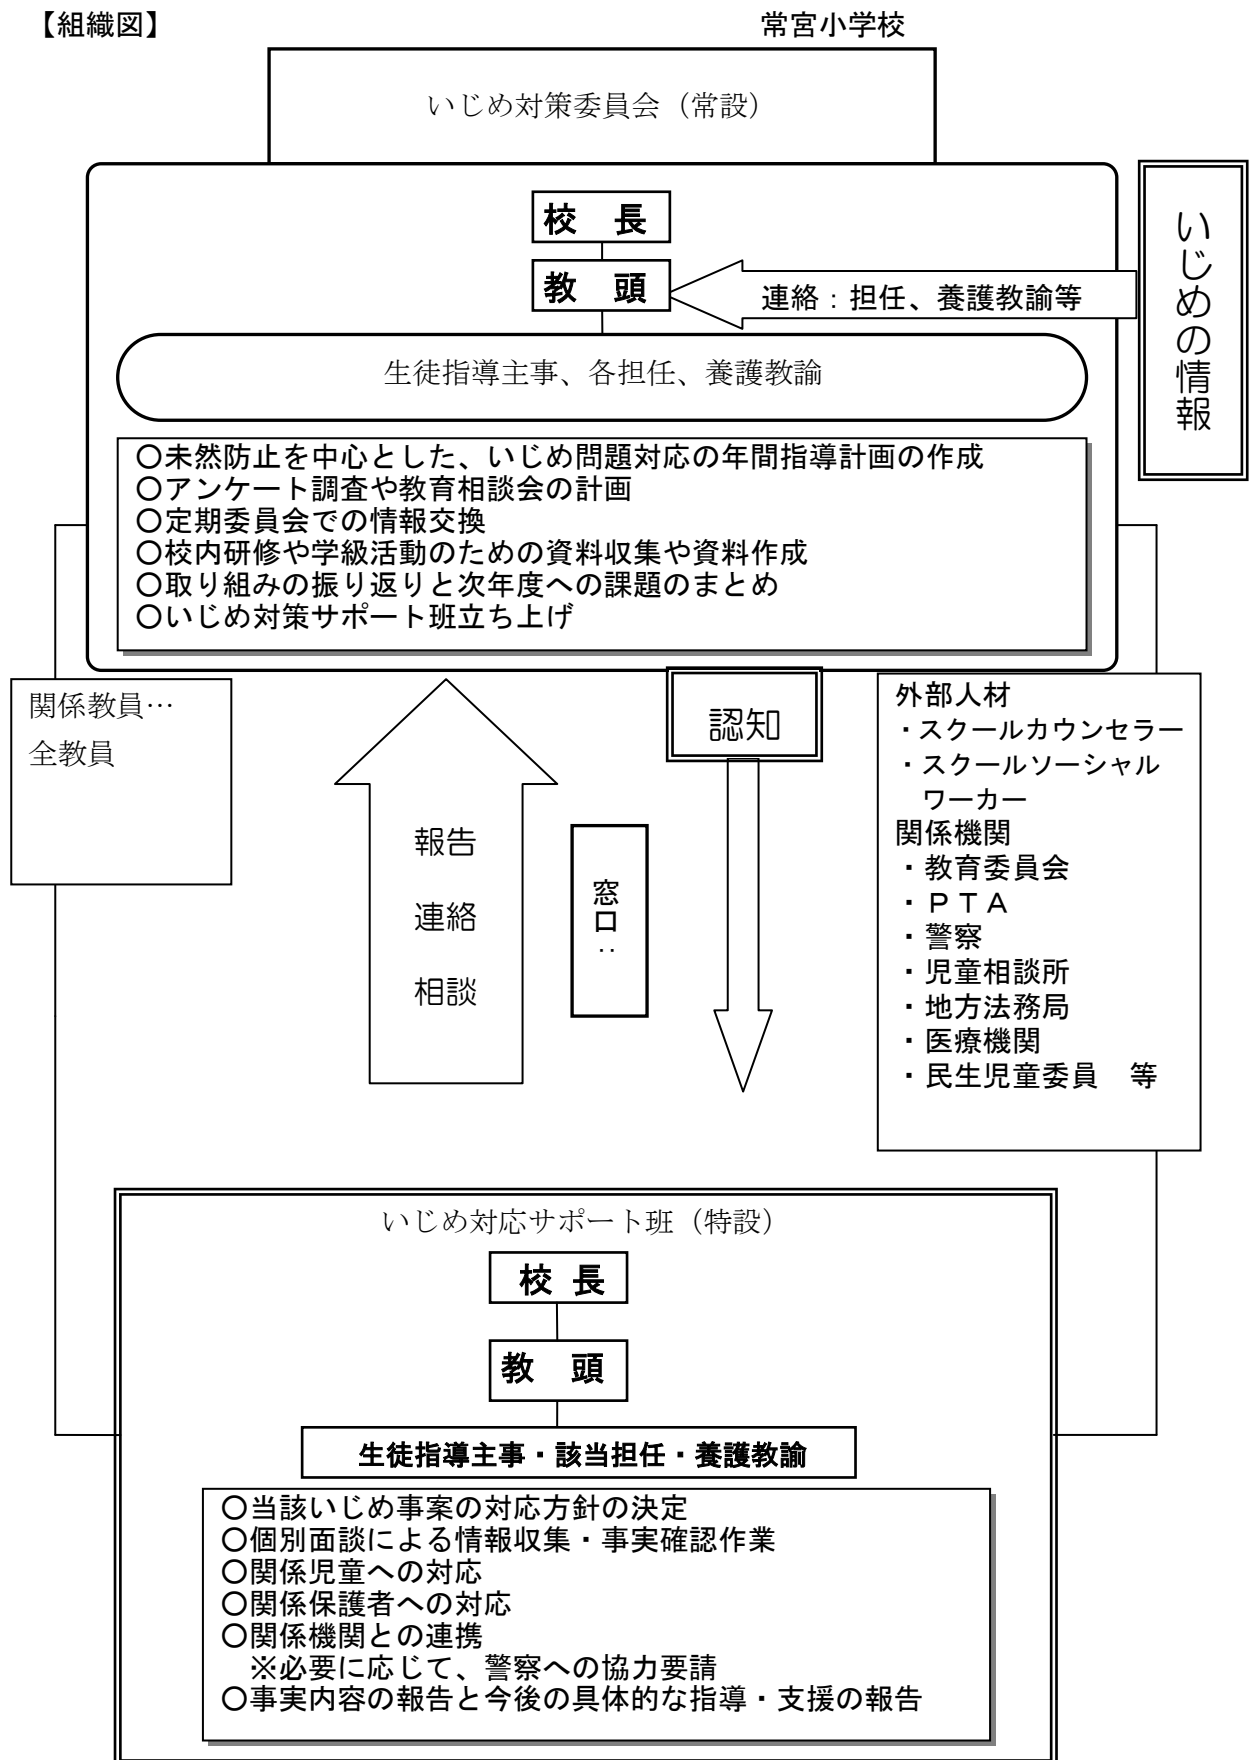 【組織図】 常宮小学校
いじめ対策委員会（常設）
校　長
教　頭
連絡：担任、養護教諭等
いじめの情報
生徒指導主事、各担任、養護教諭
〇未然防止を中心とした、いじめ問題対応の年間指導計画の作成
〇アンケート調査や教育相談会の計画
〇定期委員会での情報交換
〇校内研修や学級活動のための資料収集や資料作成
〇取り組みの振り返りと次年度への課題のまとめ
〇いじめ対策サポート班立ち上げ
関係教員…
全教員
報告
連絡
相談
窓口：
認知
外部人材
・スクールカウンセラー
・スクールソーシャル
ワーカー
関係機関
・教育委員会
・ＰＴＡ
・警察
・児童相談所
・地方法務局
・医療機関
・民生児童委員　等
いじめ対応サポート班（特設）
校 長
教　頭
生徒指導主事・該当担任・養護教諭
〇当該いじめ事案の対応方針の決定
〇個別面談による情報収集・事実確認作業
〇関係児童への対応
〇関係保護者への対応
〇関係機関との連携
※必要に応じて、警察への協力要請
〇事実内容の報告と今後の具体的な指導・支援の報告